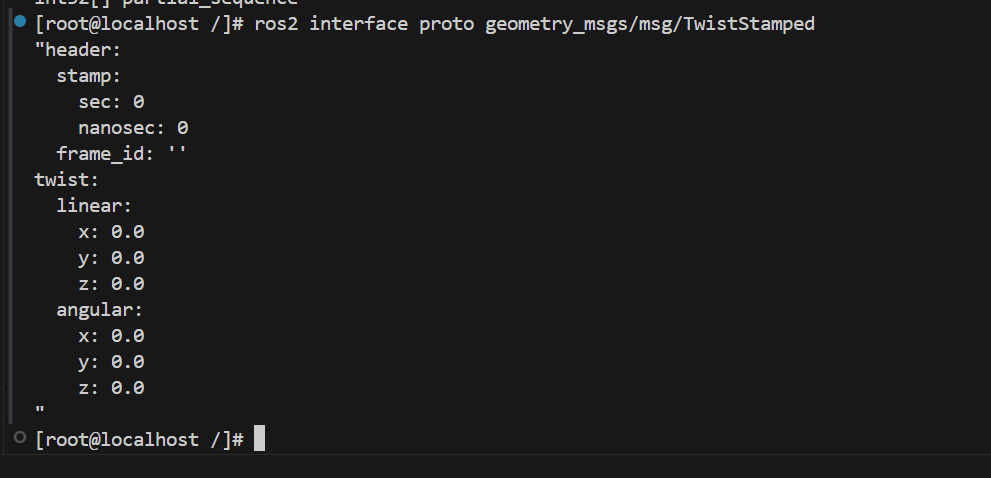 int32[] partial_sequence
[root@localhost /]# ros2 interface proto geometry_msgs/msg/TwistStamped
"header:
  stamp:
    sec: 0
    nanosec: 0
  frame_id: ''
twist:
  linear:
    x: 0.0
    y: 0.0
    z: 0.0
  angular:
    x: 0.0
    y: 0.0
    z: 0.0
"
[root@localhost /]#